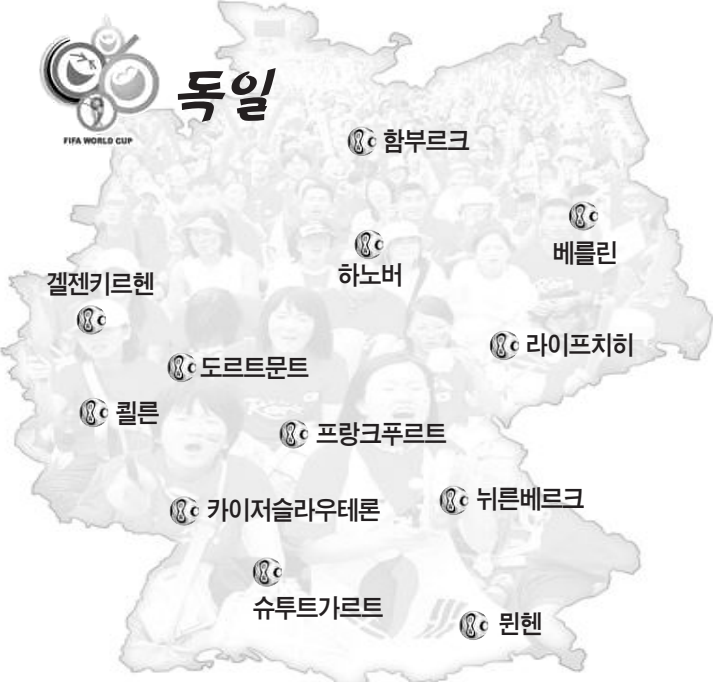 독일
FIFA WORLD CUP
함부르크
베를린
하노버
겔젠키르헨
라이프치히
도르트문트
쾰른
프랑크푸르트
뉘른베르크
카이저슬라우테론
슈투트가르트
뮌헨